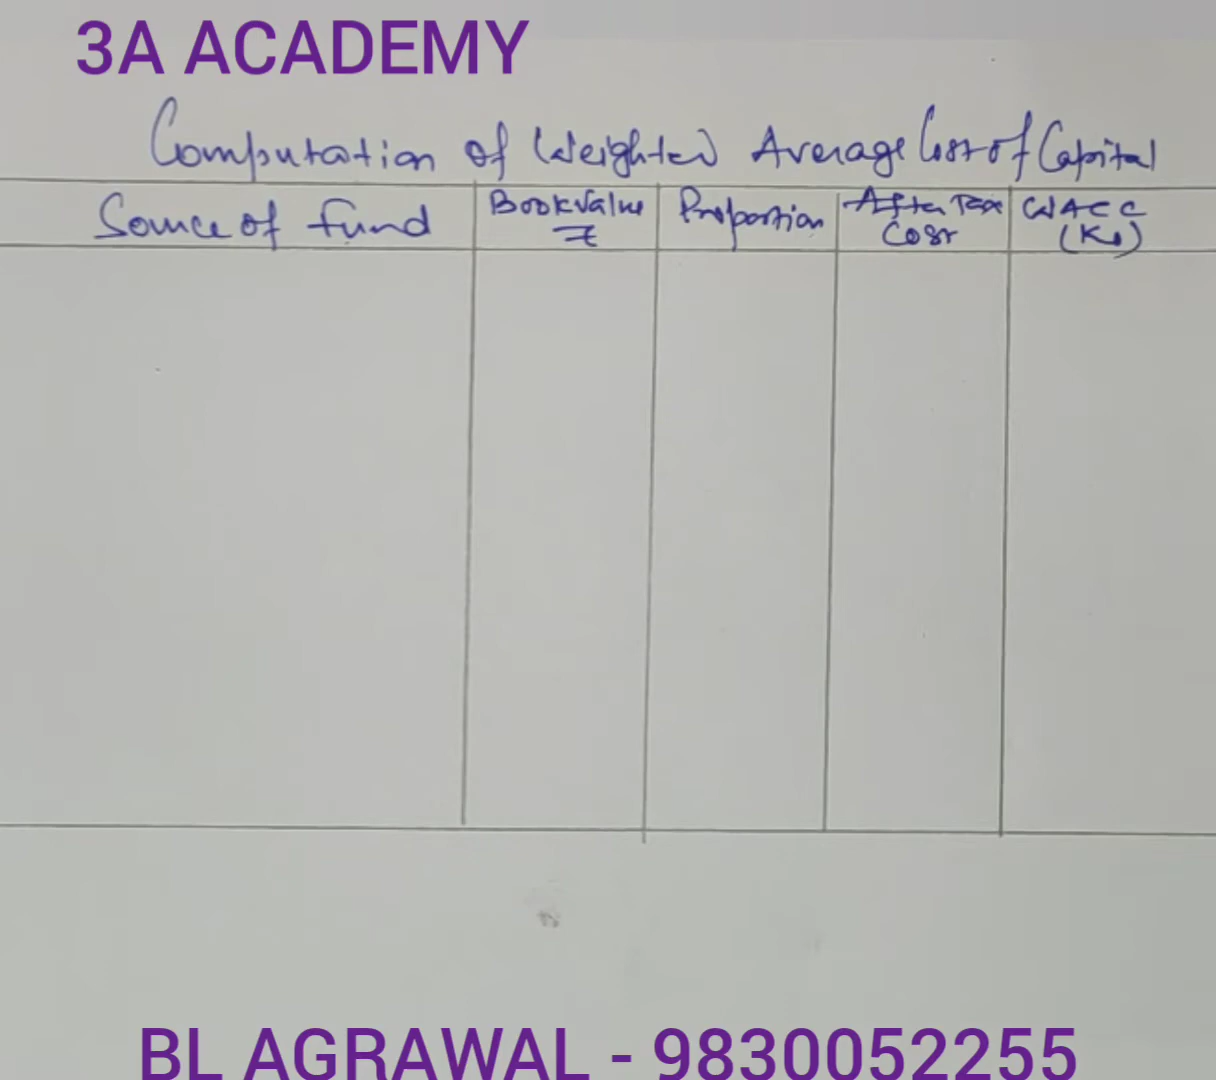 3A ACADEMY
Computation of Weighted Average Cost of Capital
Source of fund | Book Value ₹ | Proportion | After Tax Cost | WACC (Ko)
BL AGRAWAL - 9830052255